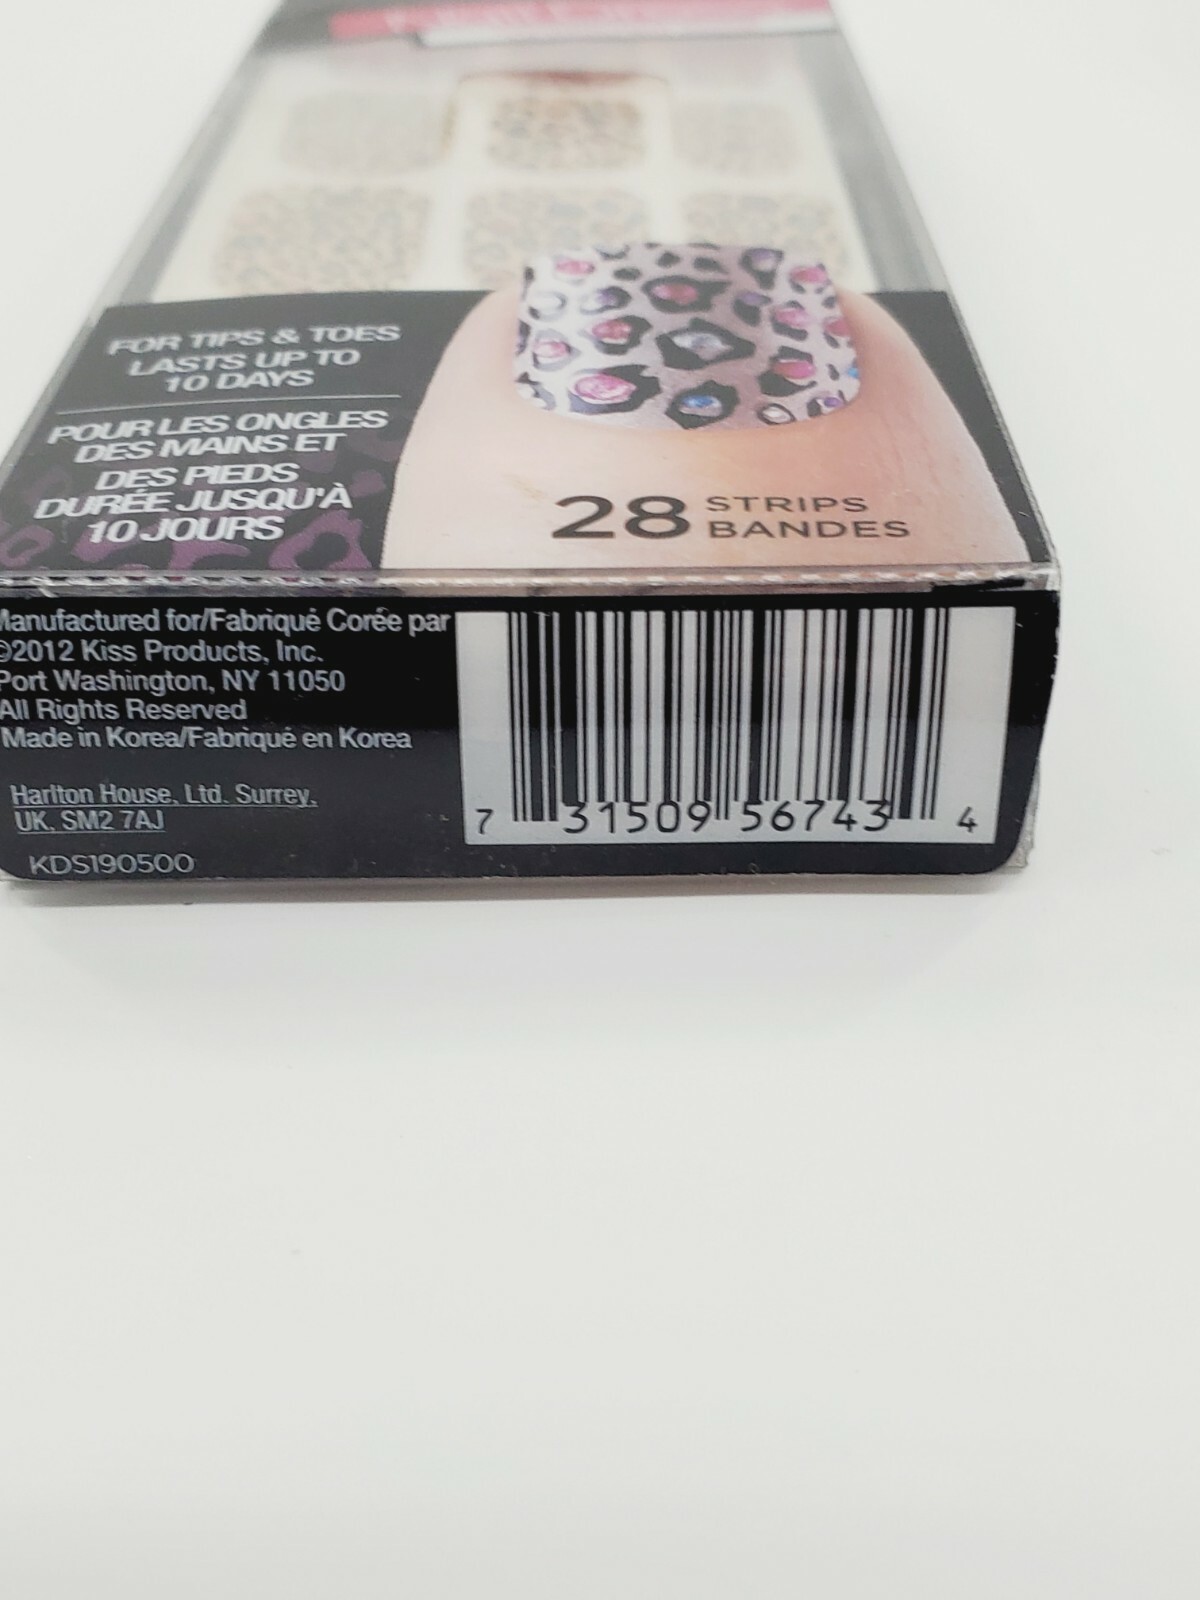 FOR TIPS & TOES
LASTS UP TO
10 DAYS
POUR LES ONGLES
DES MAINS ET
DES PIEDS
DURÉE JUSQU'À
10 JOURS
28 STRIPS
BANDES
Manufactured for/Fabriqué Corée par
©2012 Kiss Products, Inc.
Port Washington, NY 11050
All Rights Reserved
Made in Korea/Fabriqué en Korea
Harlton House, Ltd. Surrey,
UK. SM2 7AJ
KDS190500
7 31509 56743 4